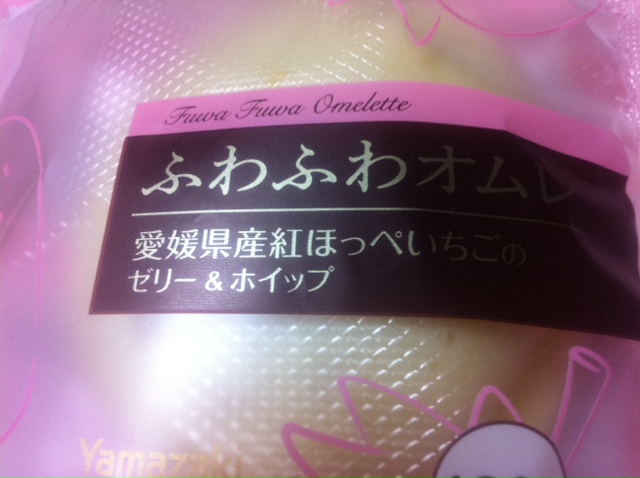 Fuwa Fuwa Omelette
ふわふわオムレ
愛媛県産紅ほっぺいちごの
ゼリー&ホイップ
Yamazaki